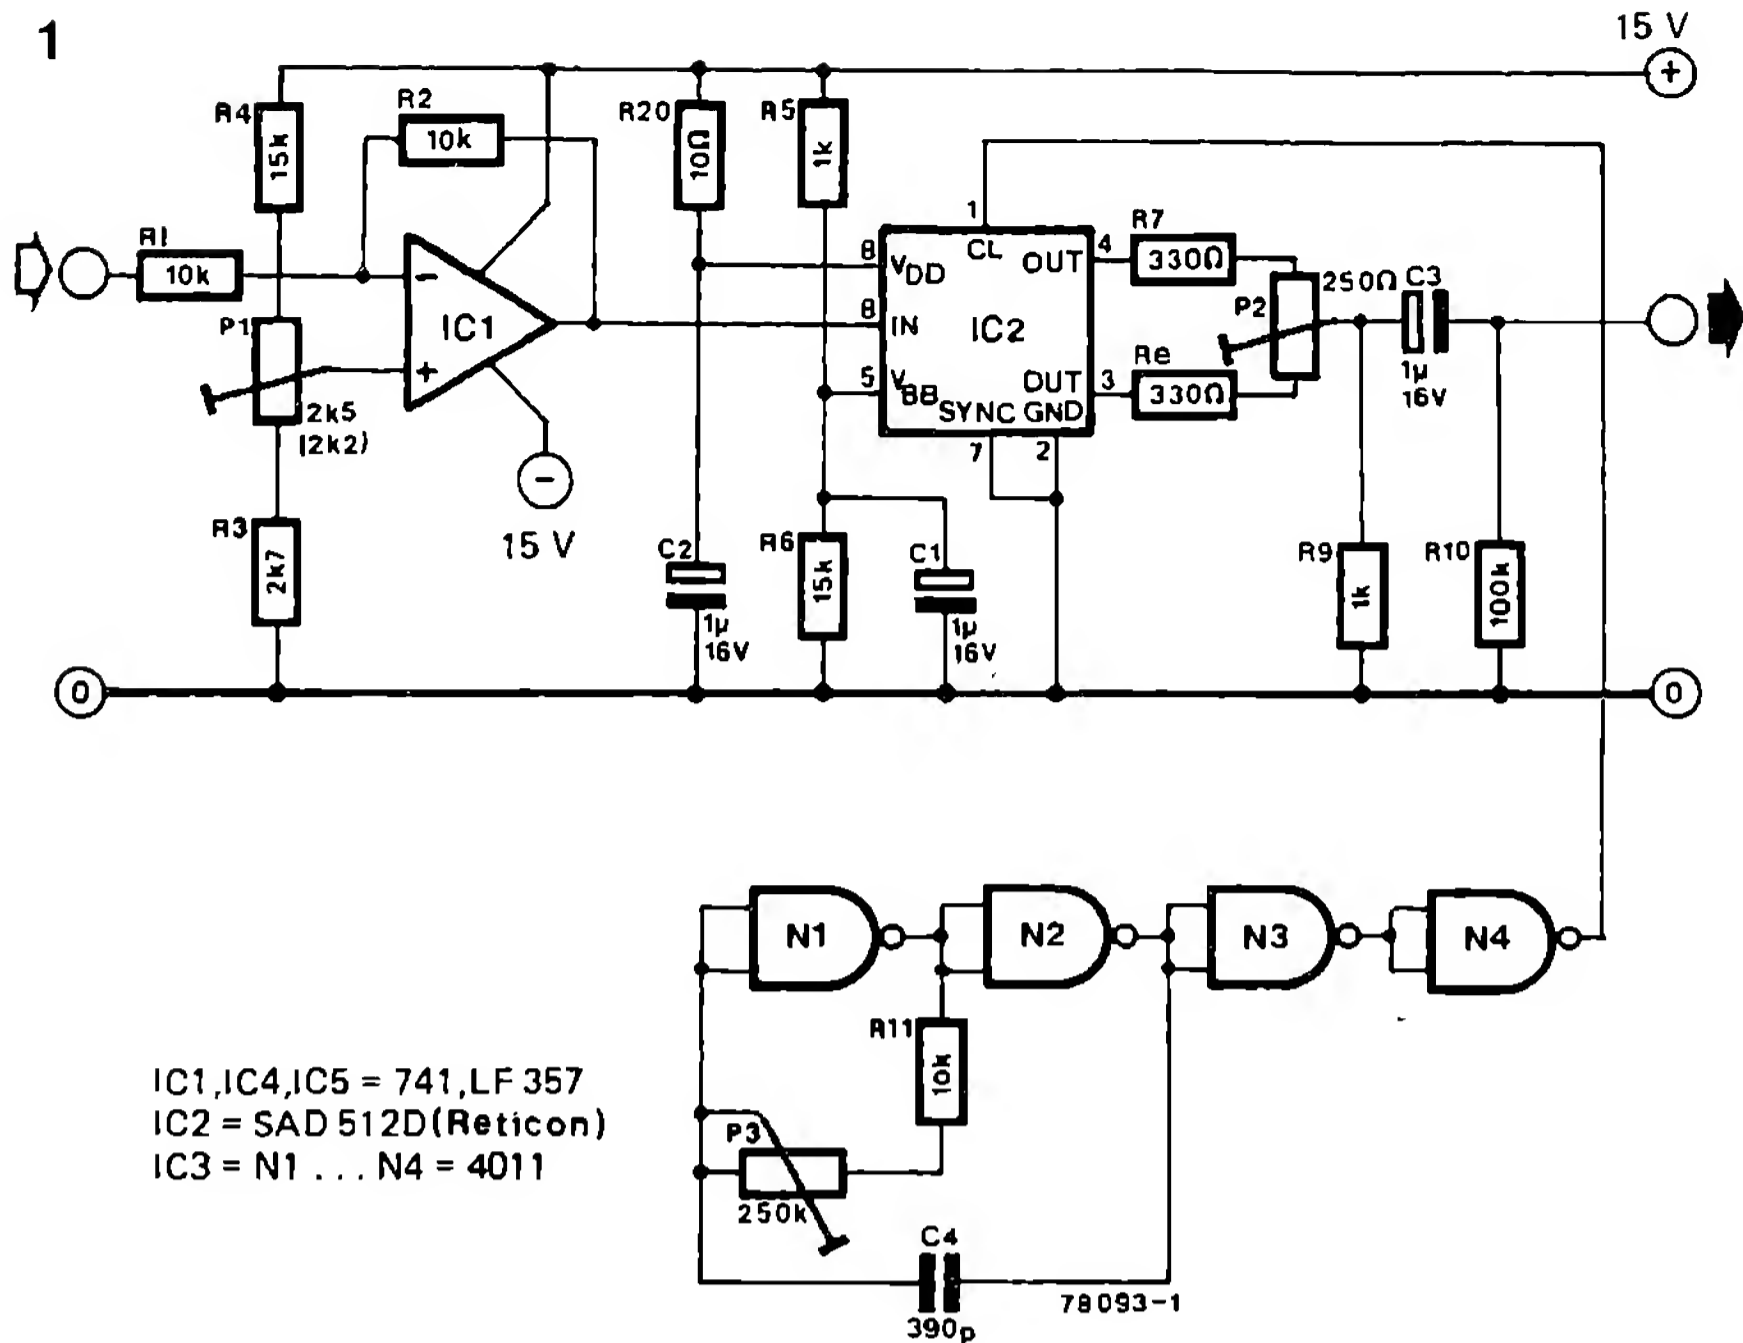 1
15 V
+
R4
15k
R2
10k
R20
10Ω
R5
1k
R1
10k
P1
2k5
(2k2)
IC1
−
+
−
15 V
R3
2k7
1
CL
8
VDD
8
IN
5
VBB
IC2
OUT
4
OUT
3
SYNC
GND
7
2
R7
330Ω
Re
330Ω
P2
250Ω
C3
1µ
16V
C2
1µ
16V
R6
15k
C1
1µ
16V
R9
1k
R10
100k
0
0
N1
N2
N3
N4
R11
10k
P3
250k
C4
390p
78093-1
IC1,IC4,IC5 = 741,LF 357
IC2 = SAD 512D(Reticon)
IC3 = N1 ... N4 = 4011